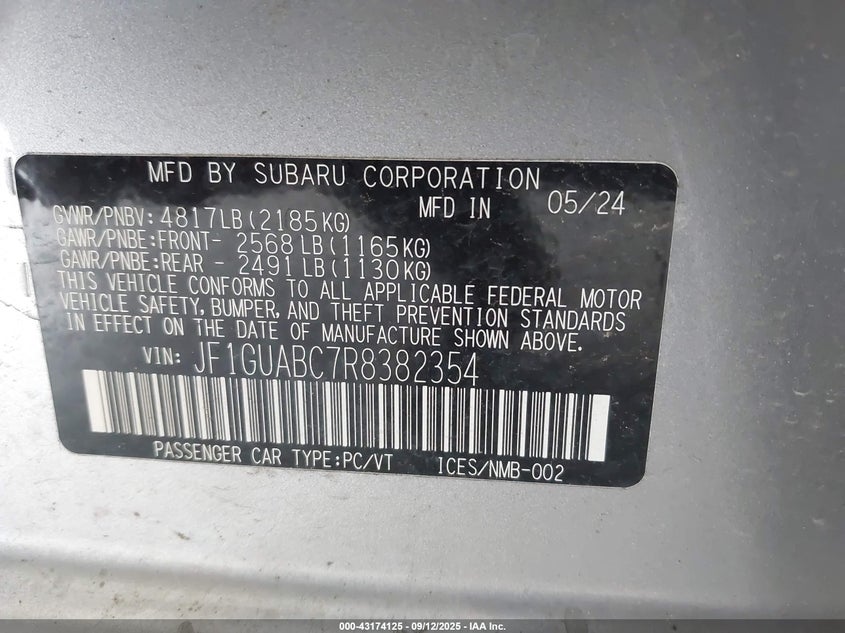 MFD BY SUBARU CORPORATION
MFD IN 05/24
GVWR/PNBV: 4817LB(2185KG)
GAWR/PNBE:FRONT- 2568 LB(1165KG)
GAWR/PNBE:REAR - 2491 LB(1130KG)
THIS VEHICLE CONFORMS TO ALL APPLICABLE FEDERAL MOTOR
VEHICLE SAFETY, BUMPER, AND THEFT PREVENTION STANDARDS
IN EFFECT ON THE DATE OF MANUFACTURE SHOWN ABOVE.
VIN: JF1GUABC7R8382354
PASSENGER CAR TYPE:PC/VT ICES/NMB-002
000-43174125 - 09/12/2025 - IAA Inc.